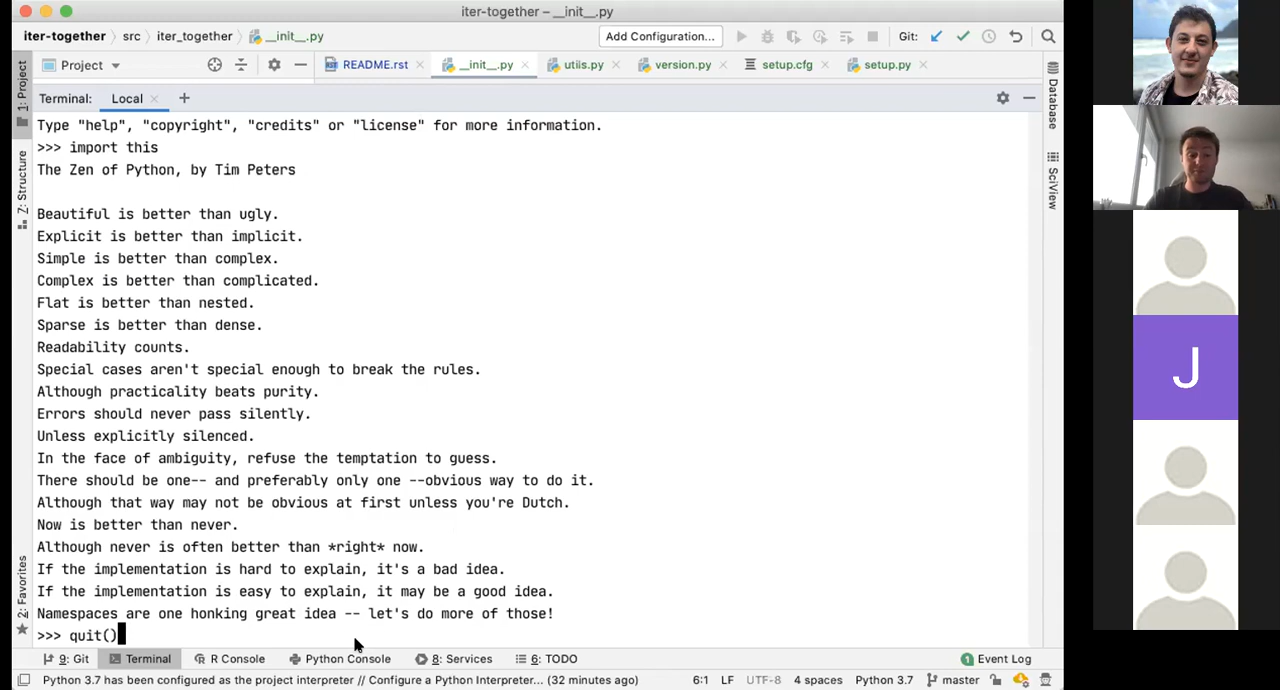 iter-together – __init__.py
iter-together src iter_together __init__.py Add Configuration... Git:
Project README.rst __init__.py utils.py version.py setup.cfg setup.py
Terminal: Local +
1: Project
Z: Structure
2: Favorites
Database
SciView
Type "help", "copyright", "credits" or "license" for more information.
>>> import this
The Zen of Python, by Tim Peters
Beautiful is better than ugly.
Explicit is better than implicit.
Simple is better than complex.
Complex is better than complicated.
Flat is better than nested.
Sparse is better than dense.
Readability counts.
Special cases aren't special enough to break the rules.
Although practicality beats purity.
Errors should never pass silently.
Unless explicitly silenced.
In the face of ambiguity, refuse the temptation to guess.
There should be one-- and preferably only one --obvious way to do it.
Although that way may not be obvious at first unless you're Dutch.
Now is better than never.
Although never is often better than *right* now.
If the implementation is hard to explain, it's a bad idea.
If the implementation is easy to explain, it may be a good idea.
Namespaces are one honking great idea -- let's do more of those!
>>> quit()
9: Git Terminal R Console Python Console 8: Services 6: TODO 1 Event Log
Python 3.7 has been configured as the project interpreter // Configure a Python Interpreter... (32 minutes ago) 6:1 LF UTF-8 4 spaces Python 3.7 master
J